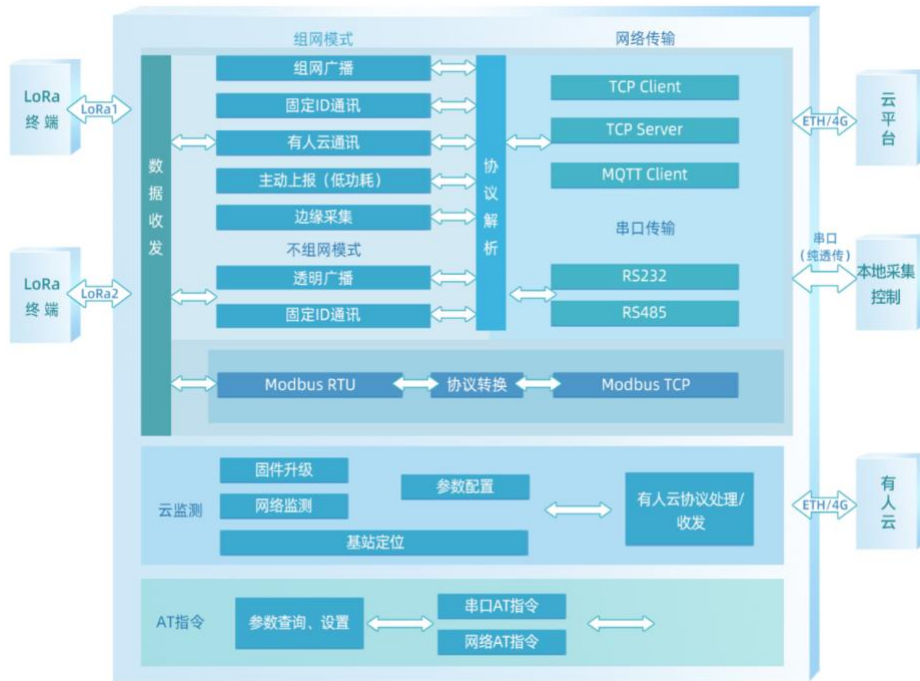 组网模式
网络传输
LoRa
终 端
LoRa1
数据收发
组网广播
固定ID通讯
有人云通讯
主动上报（低功耗）
边缘采集
协议解析
TCP Client
TCP Server
MQTT Client
ETH/4G
云平台
不组网模式
串口传输
LoRa
终 端
LoRa2
透明广播
固定ID通讯
RS232
RS485
串口
(纯透传)
本地采集
控制
Modbus RTU
协议转换
Modbus TCP
云监测
固件升级
网络监测
参数配置
基站定位
有人云协议处理/
收发
ETH/4G
有人云
AT指令
参数查询、设置
串口AT指令
网络AT指令